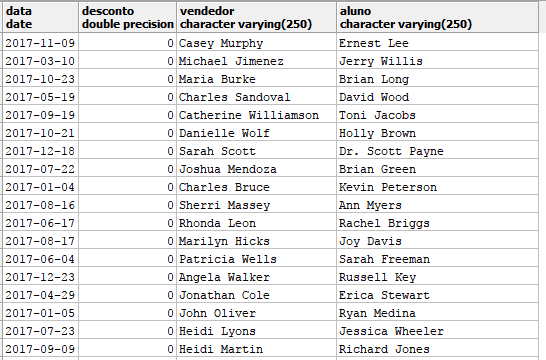 data desconto vendedor aluno
date double precision character varying(250) character varying(250)
2017-11-09 0 Casey Murphy Ernest Lee
2017-03-10 0 Michael Jimenez Jerry Willis
2017-10-23 0 Maria Burke Brian Long
2017-05-19 0 Charles Sandoval David Wood
2017-09-19 0 Catherine Williamson Toni Jacobs
2017-10-21 0 Danielle Wolf Holly Brown
2017-12-18 0 Sarah Scott Dr. Scott Payne
2017-07-22 0 Joshua Mendoza Brian Green
2017-01-04 0 Charles Bruce Kevin Peterson
2017-08-16 0 Sherri Massey Ann Myers
2017-06-17 0 Rhonda Leon Rachel Briggs
2017-08-17 0 Marilyn Hicks Joy Davis
2017-06-04 0 Patricia Wells Sarah Freeman
2017-12-23 0 Angela Walker Russell Key
2017-04-29 0 Jonathan Cole Erica Stewart
2017-01-05 0 John Oliver Ryan Medina
2017-07-23 0 Heidi Lyons Jessica Wheeler
2017-09-09 0 Heidi Martin Richard Jones